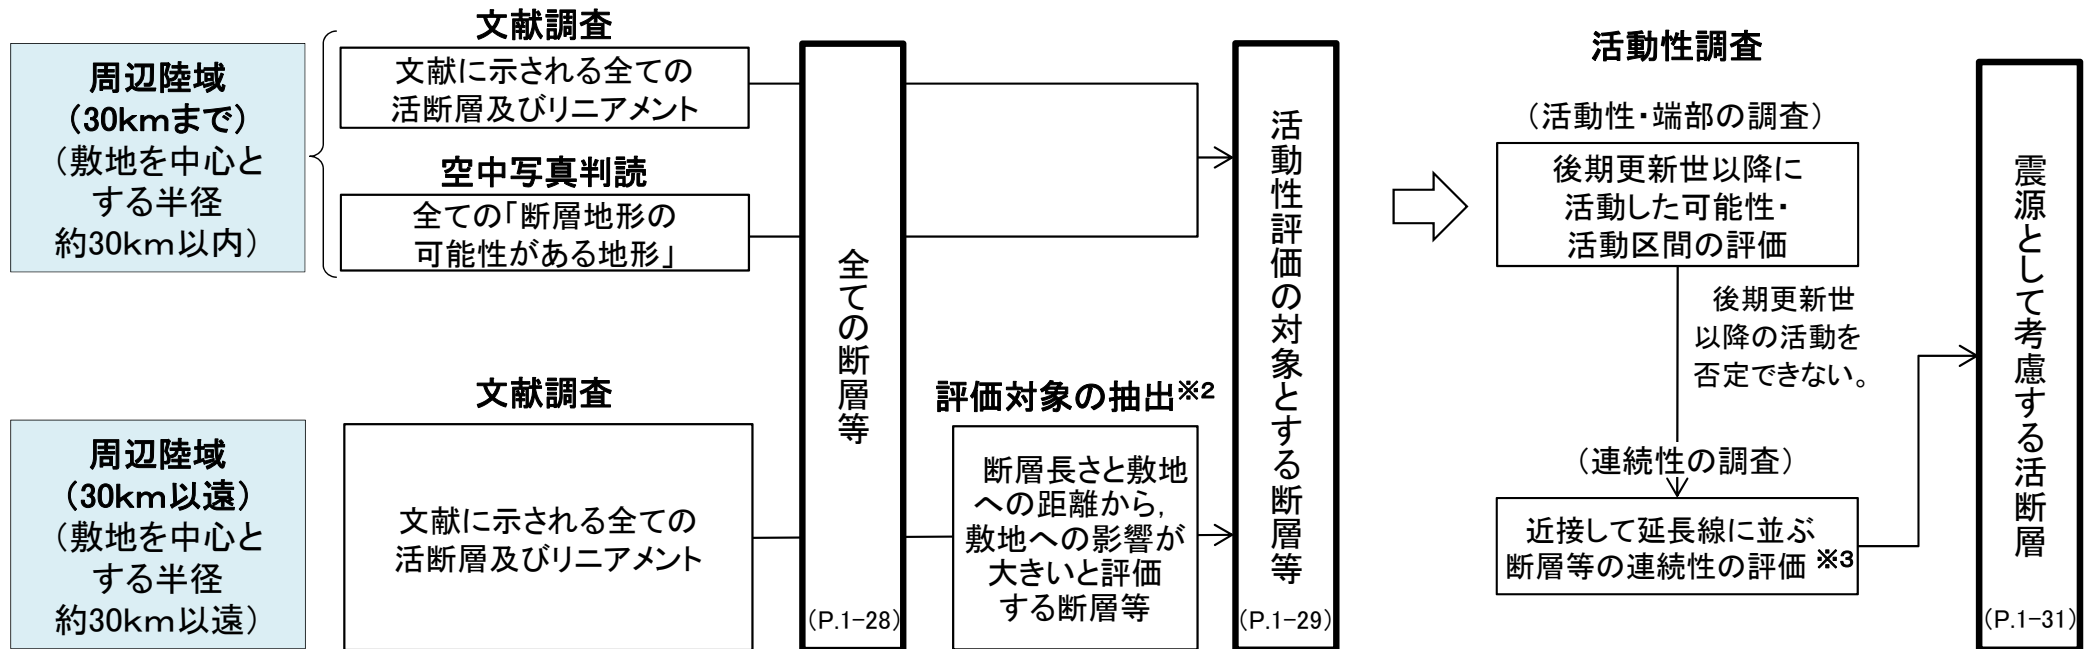 周辺陸域
(30kmまで)
(敷地を中心と
する半径
約30km以内)
文献調査
文献に示される全ての
活断層及びリニアメント
空中写真判読
全ての「断層地形の
可能性がある地形」
周辺陸域
(30km以遠)
(敷地を中心と
する半径
約30km以遠)
文献調査
文献に示される全ての
活断層及びリニアメント
全ての断層等
(P.1-28)
評価対象の抽出※2
断層長さと敷地
への距離から,
敷地への影響が
大きいと評価
する断層等
活動性評価の対象とする断層等
(P.1-29)
活動性調査
(活動性・端部の調査)
後期更新世以降に
活動した可能性・
活動区間の評価
後期更新世
以降の活動を
否定できない。
(連続性の調査)
近接して延長線に並ぶ
断層等の連続性の評価 ※3
震源として考慮する活断層
(P.1-31)